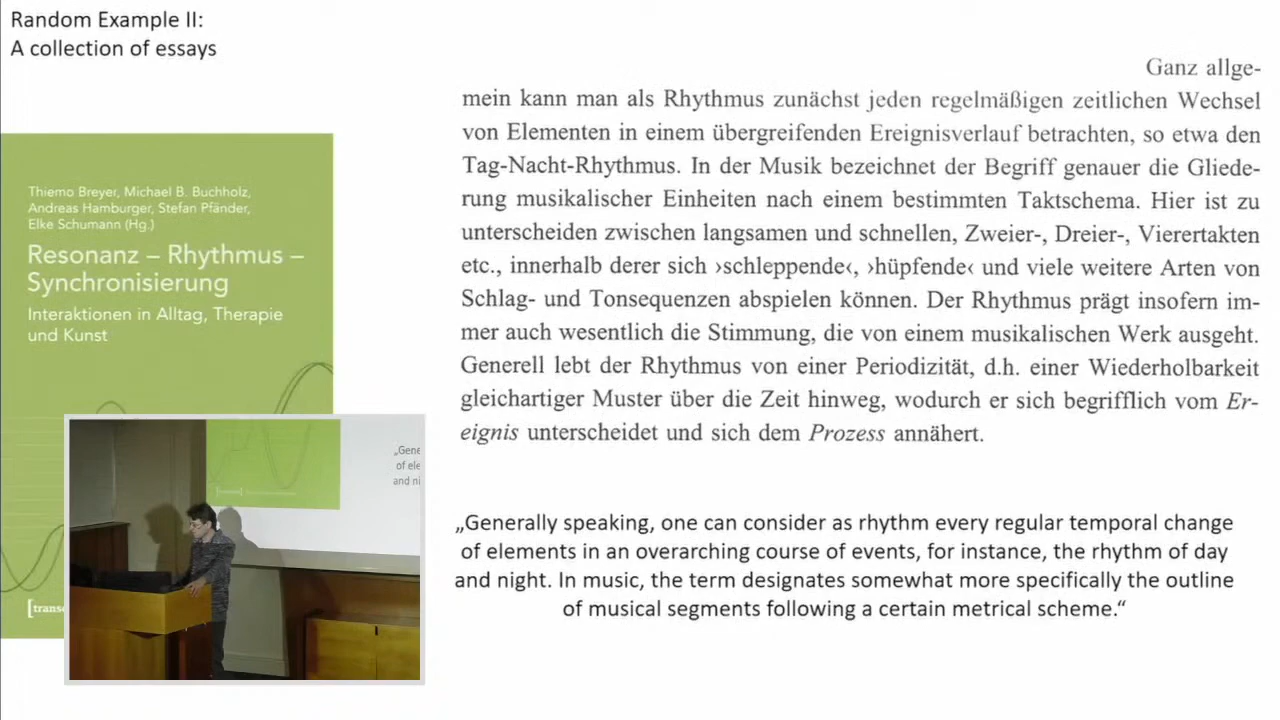 Random Example II:
A collection of essays
Thiemo Breyer, Michael B. Buchholz,
Andreas Hamburger, Stefan Pfänder,
Elke Schumann (Hg.)
Resonanz – Rhythmus –
Synchronisierung
Interaktionen in Alltag, Therapie
und Kunst
[trans
Ganz allge-
mein kann man als Rhythmus zunächst jeden regelmäßigen zeitlichen Wechsel
von Elementen in einem übergreifenden Ereignisverlauf betrachten, so etwa den
Tag-Nacht-Rhythmus. In der Musik bezeichnet der Begriff genauer die Gliede-
rung musikalischer Einheiten nach einem bestimmten Taktschema. Hier ist zu
unterscheiden zwischen langsamen und schnellen, Zweier-, Dreier-, Vierertakten
etc., innerhalb derer sich ›schleppende‹, ›hüpfende‹ und viele weitere Arten von
Schlag- und Tonsequenzen abspielen können. Der Rhythmus prägt insofern im-
mer auch wesentlich die Stimmung, die von einem musikalischen Werk ausgeht.
Generell lebt der Rhythmus von einer Periodizität, d.h. einer Wiederholbarkeit
gleichartiger Muster über die Zeit hinweg, wodurch er sich begrifflich vom Er-
eignis unterscheidet und sich dem Prozess annähert.
„Gene
of ele
and ni
„Generally speaking, one can consider as rhythm every regular temporal change
of elements in an overarching course of events, for instance, the rhythm of day
and night. In music, the term designates somewhat more specifically the outline
of musical segments following a certain metrical scheme.“